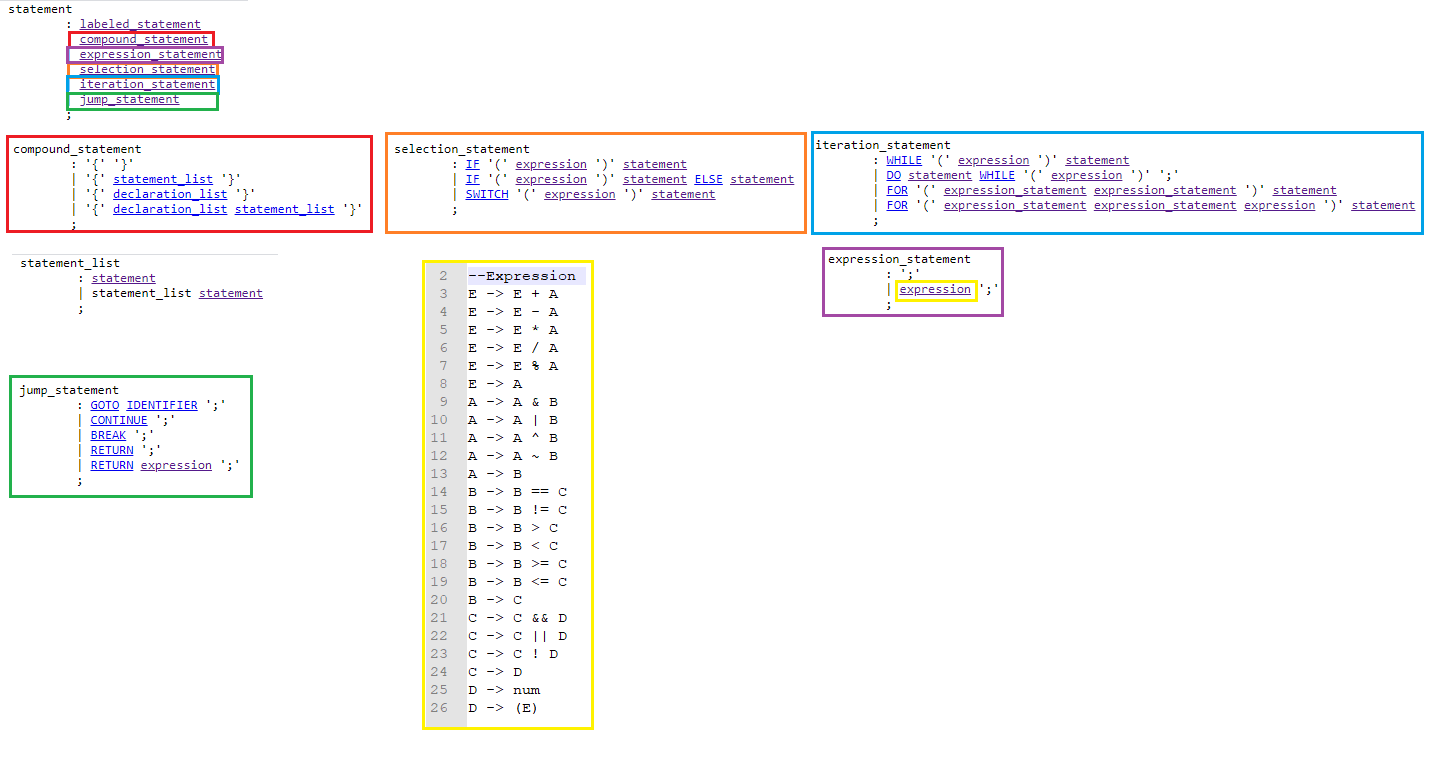 statement
: labeled_statement
compound_statement
expression_statement
selection_statement
iteration_statement
jump_statement
;
compound_statement
: '{' '}'
| '{' statement_list '}'
| '{' declaration_list '}'
| '{' declaration_list statement_list '}'
;
selection_statement
: IF '(' expression ')' statement
| IF '(' expression ')' statement ELSE statement
| SWITCH '(' expression ')' statement
;
iteration_statement
: WHILE '(' expression ')' statement
| DO statement WHILE '(' expression ')' ';'
| FOR '(' expression_statement expression_statement ')' statement
| FOR '(' expression_statement expression_statement expression ')' statement
;
statement_list
: statement
| statement_list statement
;
2 --Expression
3 E -> E + A
4 E -> E - A
5 E -> E * A
6 E -> E / A
7 E -> E % A
8 E -> A
9 A -> A & B
10 A -> A | B
11 A -> A ^ B
12 A -> A ~ B
13 A -> B
14 B -> B == C
15 B -> B != C
16 B -> B > C
17 B -> B < C
18 B -> B >= C
19 B -> B <= C
20 B -> C
21 C -> C && D
22 C -> C || D
23 C -> C ! D
24 C -> D
25 D -> num
26 D -> (E)
expression_statement
: ';'
| expression ';'
;
jump_statement
: GOTO IDENTIFIER ';'
| CONTINUE ';'
| BREAK ';'
| RETURN ';'
| RETURN expression ';'
;